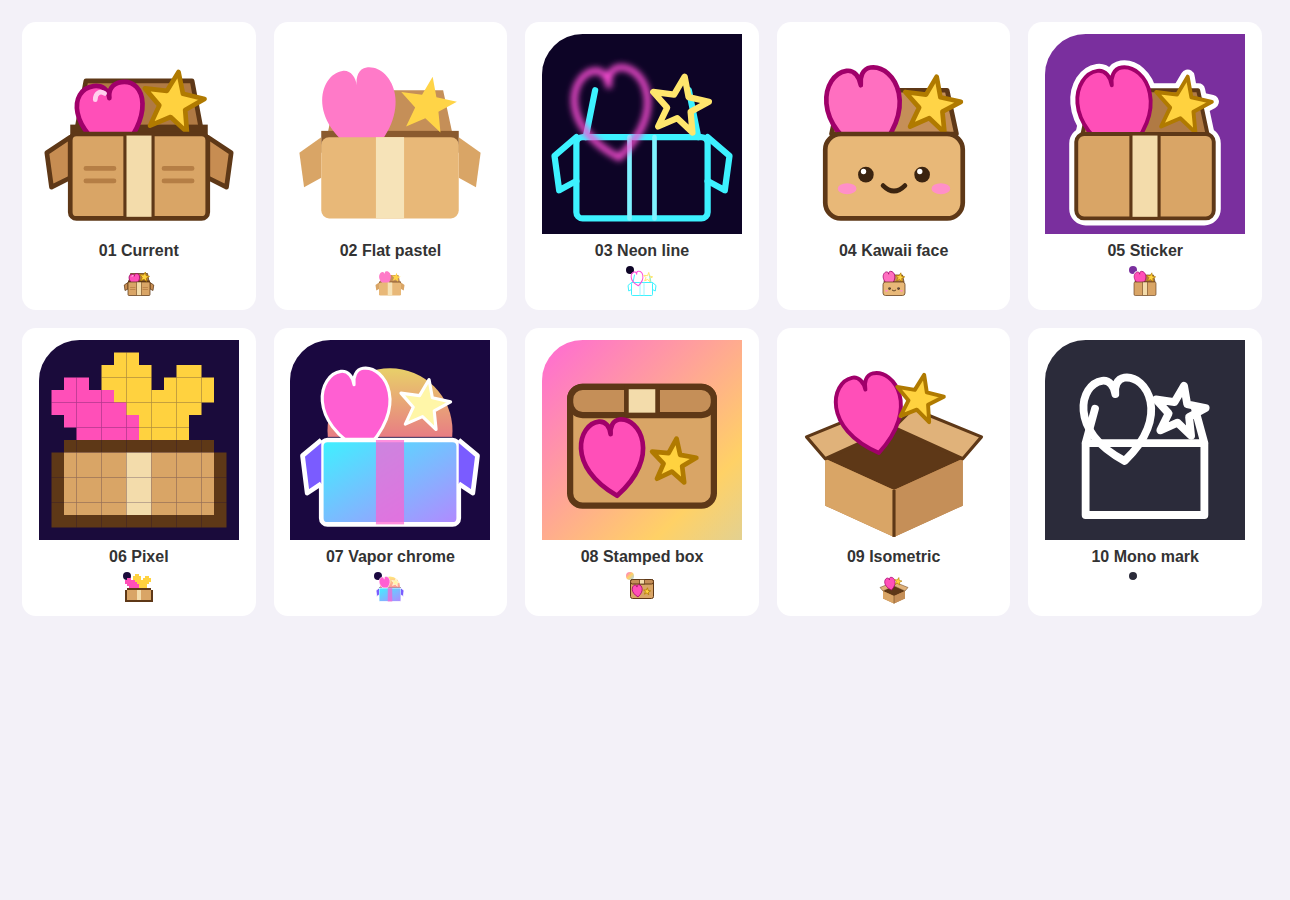 01 Current
02 Flat pastel
03 Neon line
04 Kawaii face
05 Sticker
06 Pixel
07 Vapor chrome
08 Stamped box
09 Isometric
10 Mono mark